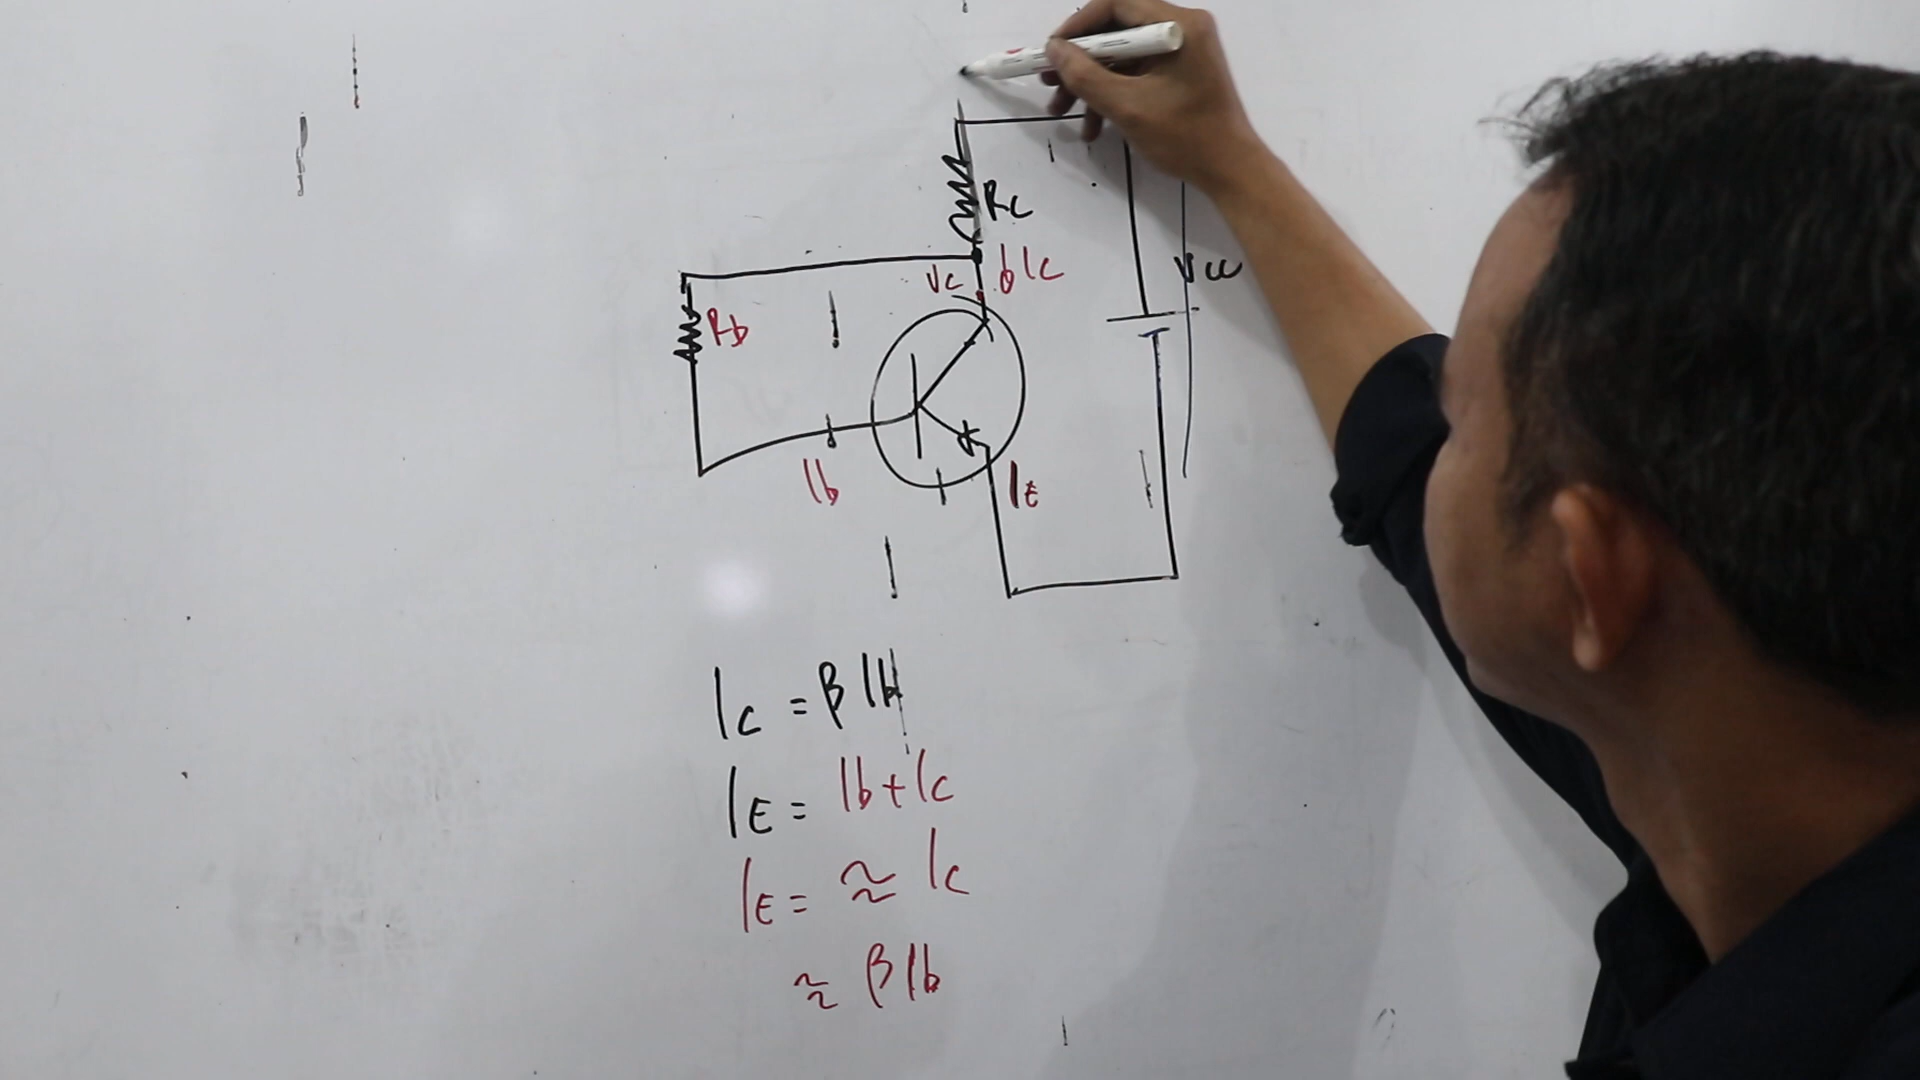 Rc
Vc Ic
Vcc
Rb
Ib
IE
Ic = β Ib
IE = Ib + Ic
IE = ≈ Ic
≈ β Ib